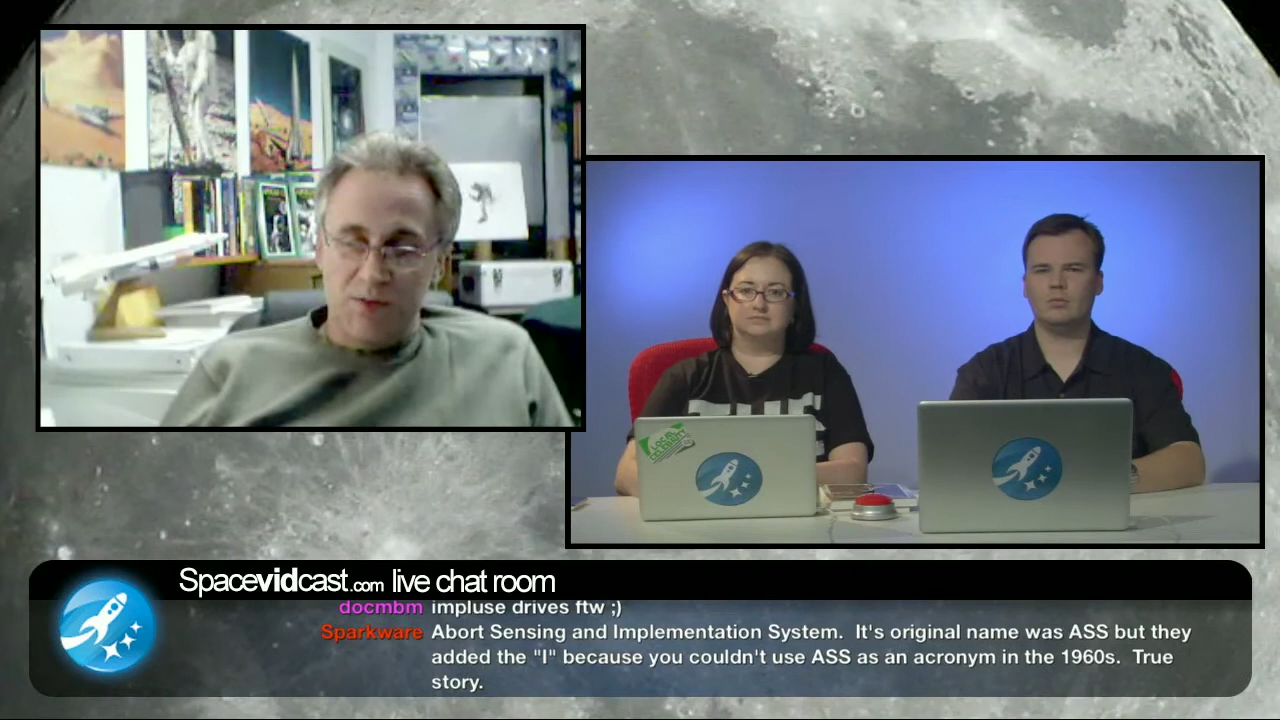 Spacevidcast.com live chat room
docmbm impluse drives ftw ;)
Sparkware Abort Sensing and Implementation System. It's original name was ASS but they
added the "I" because you couldn't use ASS as an acronym in the 1960s. True
story.